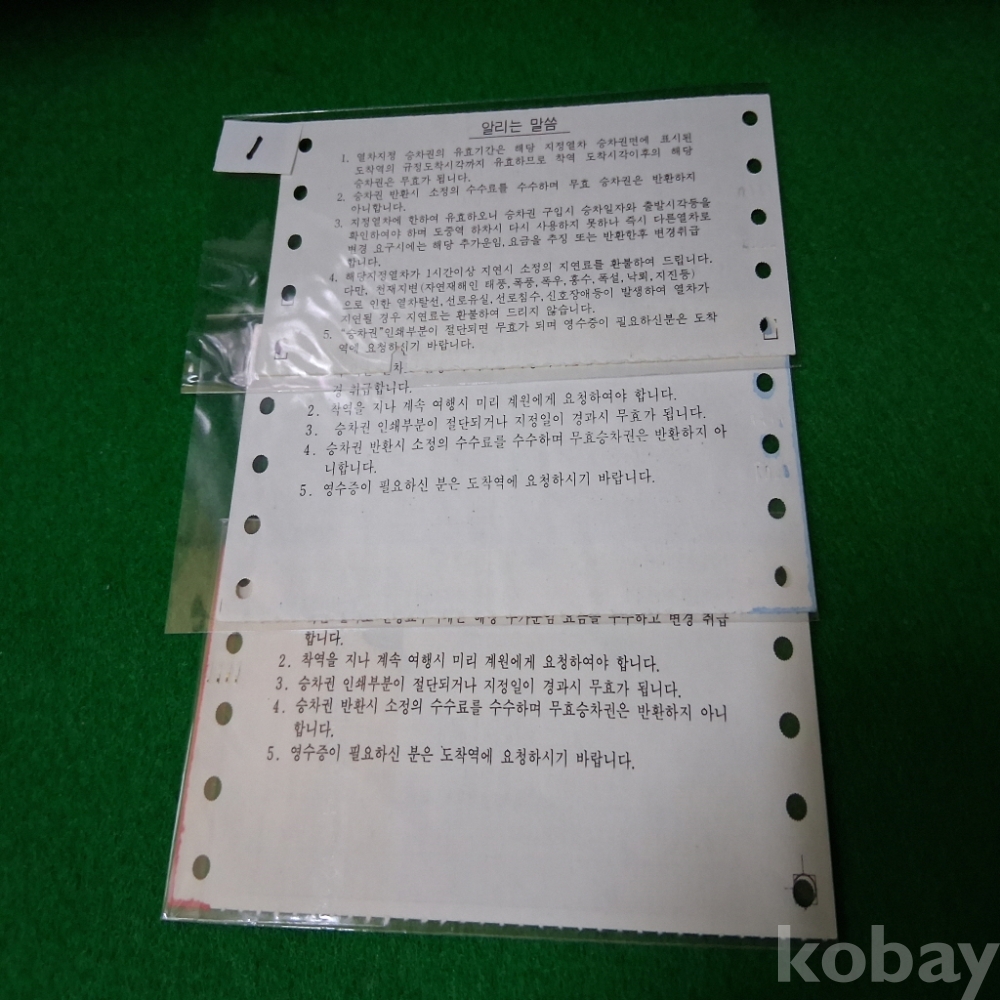 1
알리는 말씀
1. 열차지정 승차권의 유효기간은 해당 지정열차 승차권면에 표시된
도착역의 규정도착시각까지 유효하므로 착역 도착시각이후의 해당
승차권은 무효가 됩니다.
2. 승차권 반환시 소정의 수수료를 수수하며 무효 승차권은 반환하지
아니합니다.
3. 지정열차에 한하여 유효하오니 승차권 구입시 승차일자와 출발시각등을
확인하여야 하며 도중역 하차시 다시 사용하지 못하나 즉시 다른열차로
변경 요구시에는 해당 추가운임, 요금을 추징 또는 반환한후 변경취급
합니다.
4. 해당지정열차가 1시간이상 지연시 소정의 지연료를 환불하여 드립니다.
다만, 천재지변(자연재해인 태풍, 폭풍, 폭우, 홍수, 폭설, 낙뢰, 지진등)
으로 인한 열차탈선, 선로유실, 선로침수, 신호장애등이 발생하여 열차가
지연될 경우 지연료는 환불하여 드리지 않습니다.
5. "승차권"인쇄부분이 절단되면 무효가 되며 영수증이 필요하신분은 도착
역에 요청하시기 바랍니다.
경 취급합니다.
2. 착역을 지나 계속 여행시 미리 계원에게 요청하여야 합니다.
3. 승차권 인쇄부분이 절단되거나 지정일이 경과시 무효가 됩니다.
4. 승차권 반환시 소정의 수수료를 수수하며 무효승차권은 반환하지 아
니합니다.
5. 영수증이 필요하신 분은 도착역에 요청하시기 바랍니다.
해당 추가운임 요금을 수수하고 변경 취급
합니다.
2. 착역을 지나 계속 여행시 미리 계원에게 요청하여야 합니다.
3. 승차권 인쇄부분이 절단되거나 지정일이 경과시 무효가 됩니다.
4. 승차권 반환시 소정의 수수료를 수수하며 무효승차권은 반환하지 아니
합니다.
5. 영수증이 필요하신 분은 도착역에 요청하시기 바랍니다.
kobay